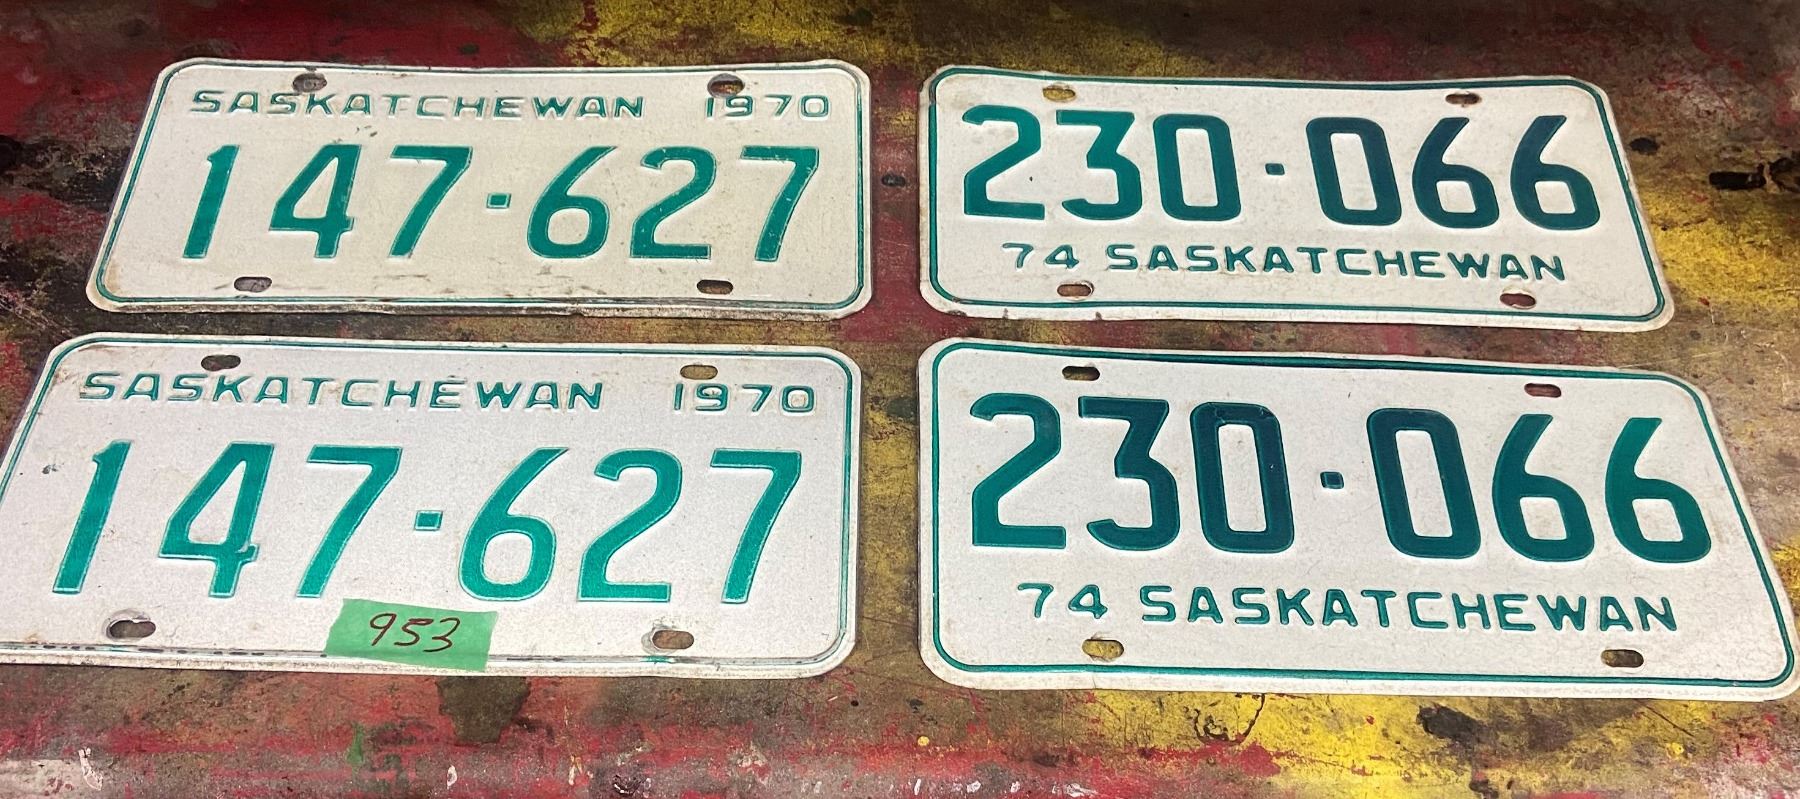 SASKATCHEWAN 1970
147·627
230·066
74 SASKATCHEWAN
SASKATCHEWAN 1970
147·627
953
230·066
74 SASKATCHEWAN